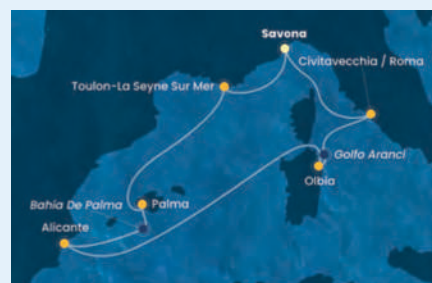 Savona
Civitavecchia / Roma
Toulon-La Seyne Sur Mer
Golfo Aranci
Olbia
Bahia De Palma
Palma
Alicante